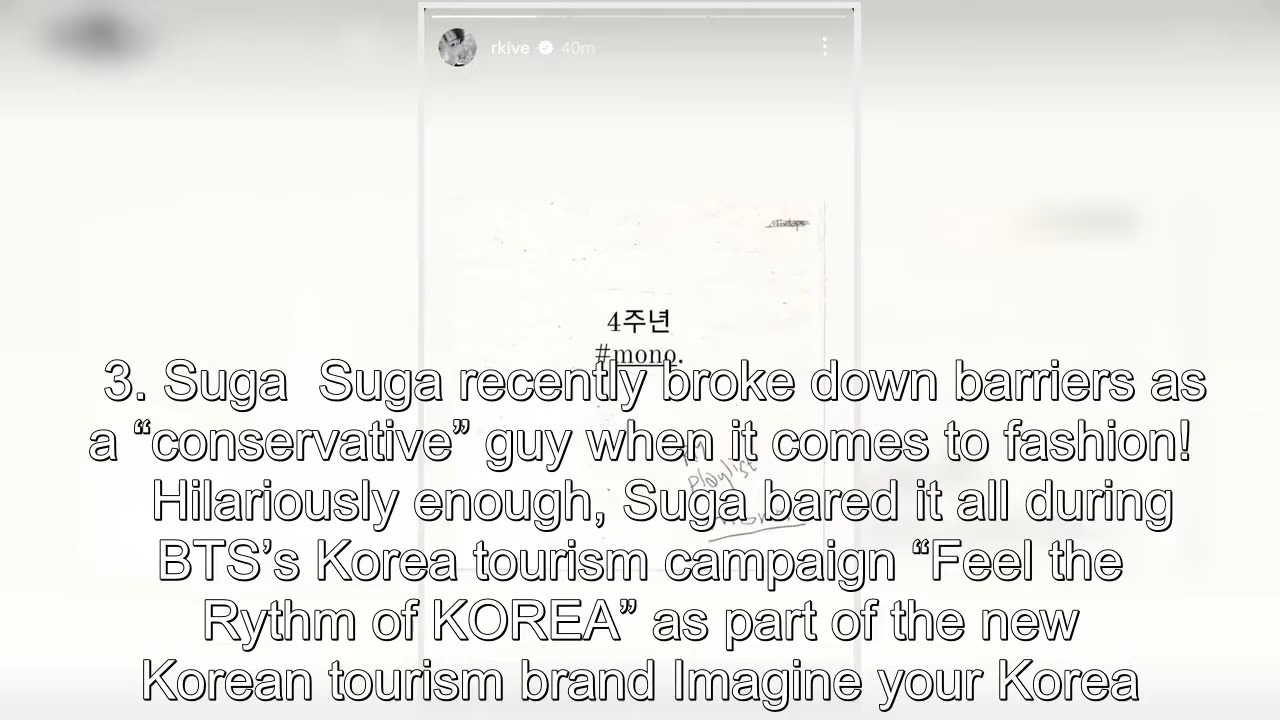 rkive 40m
Mixtape
4주년
#mono.
3. Suga  Suga recently broke down barriers as
a “conservative” guy when it comes to fashion!
playlist
Hilariously enough, Suga bared it all during
BTS’s Korea tourism campaign “Feel the
Rythm of KOREA” as part of the new
Korean tourism brand Imagine your Korea